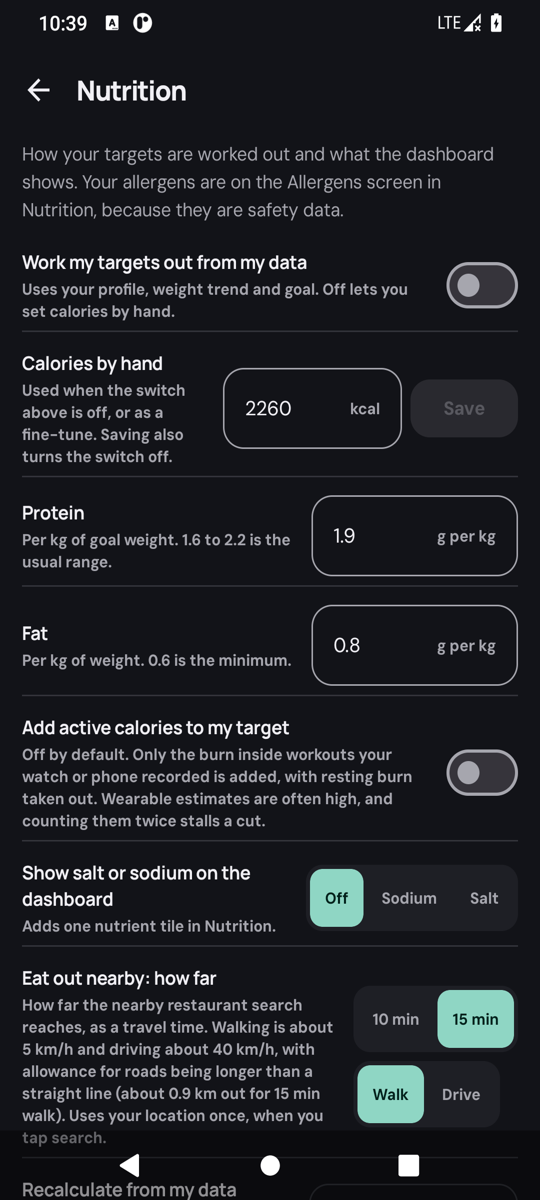 10:39
A
LTE
Nutrition
How your targets are worked out and what the dashboard
shows. Your allergens are on the Allergens screen in
Nutrition, because they are safety data.
Work my targets out from my data
Uses your profile, weight trend and goal. Off lets you
set calories by hand.
Calories by hand
Used when the switch
above is off, or as a
fine-tune. Saving also
turns the switch off.
2260 kcal
Save
Protein
Per kg of goal weight. 1.6 to 2.2 is the
usual range.
1.9 g per kg
Fat
Per kg of weight. 0.6 is the minimum.
0.8 g per kg
Add active calories to my target
Off by default. Only the burn inside workouts your
watch or phone recorded is added, with resting burn
taken out. Wearable estimates are often high, and
counting them twice stalls a cut.
Show salt or sodium on the
dashboard
Adds one nutrient tile in Nutrition.
Off Sodium Salt
Eat out nearby: how far
How far the nearby restaurant search
reaches, as a travel time. Walking is about
5 km/h and driving about 40 km/h, with
allowance for roads being longer than a
straight line (about 0.9 km out for 15 min
walk). Uses your location once, when you
tap search.
10 min 15 min
Walk Drive
Recalculate from my data